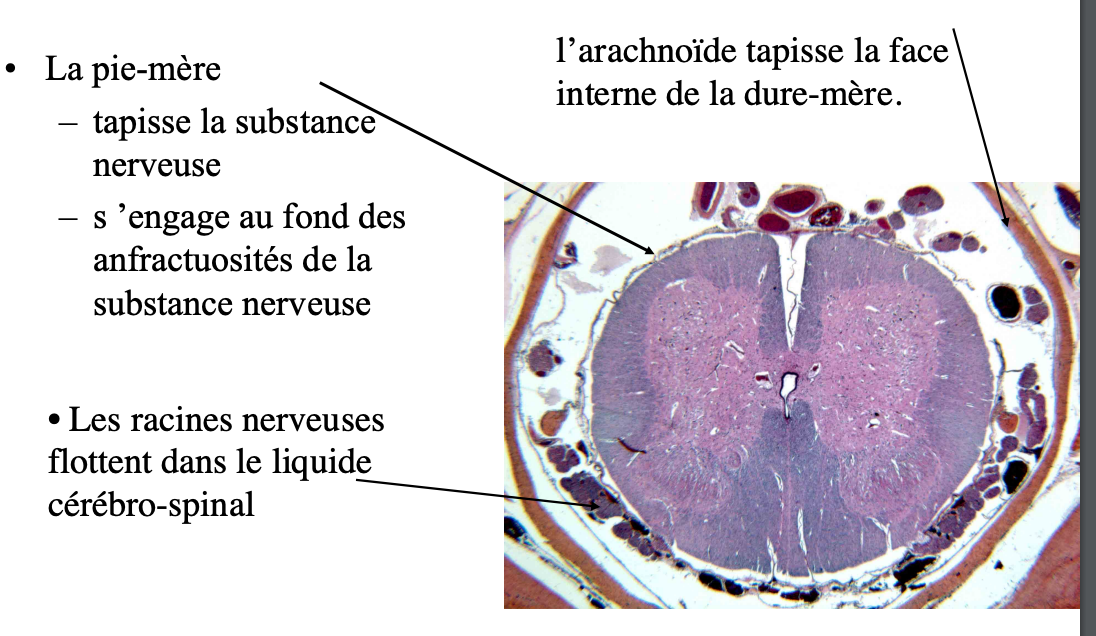 • La pie-mère
– tapisse la substance
nerveuse
– s ’engage au fond des
anfractuosités de la
substance nerveuse
l’arachnoïde tapisse la face
interne de la dure-mère.
• Les racines nerveuses
flottent dans le liquide
cérébro-spinal